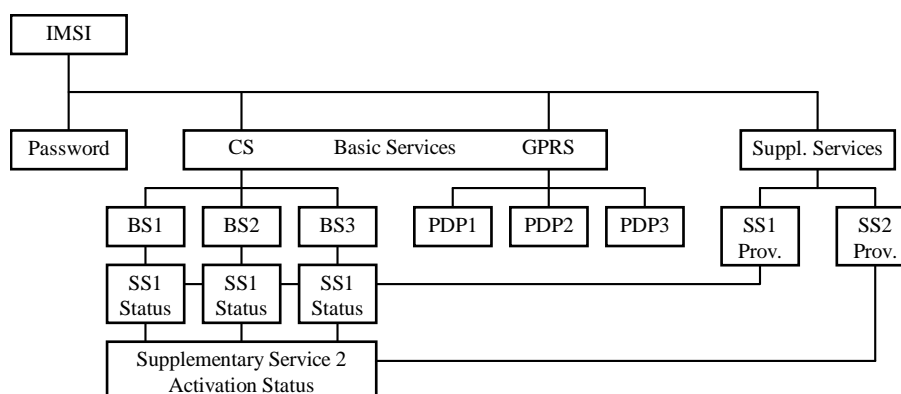 IMSI
Password
CS Basic Services GPRS
Suppl. Services
BS1
BS2
BS3
PDP1
PDP2
PDP3
SS1
Prov.
SS2
Prov.
SS1
Status
SS1
Status
SS1
Status
Supplementary Service 2
Activation Status